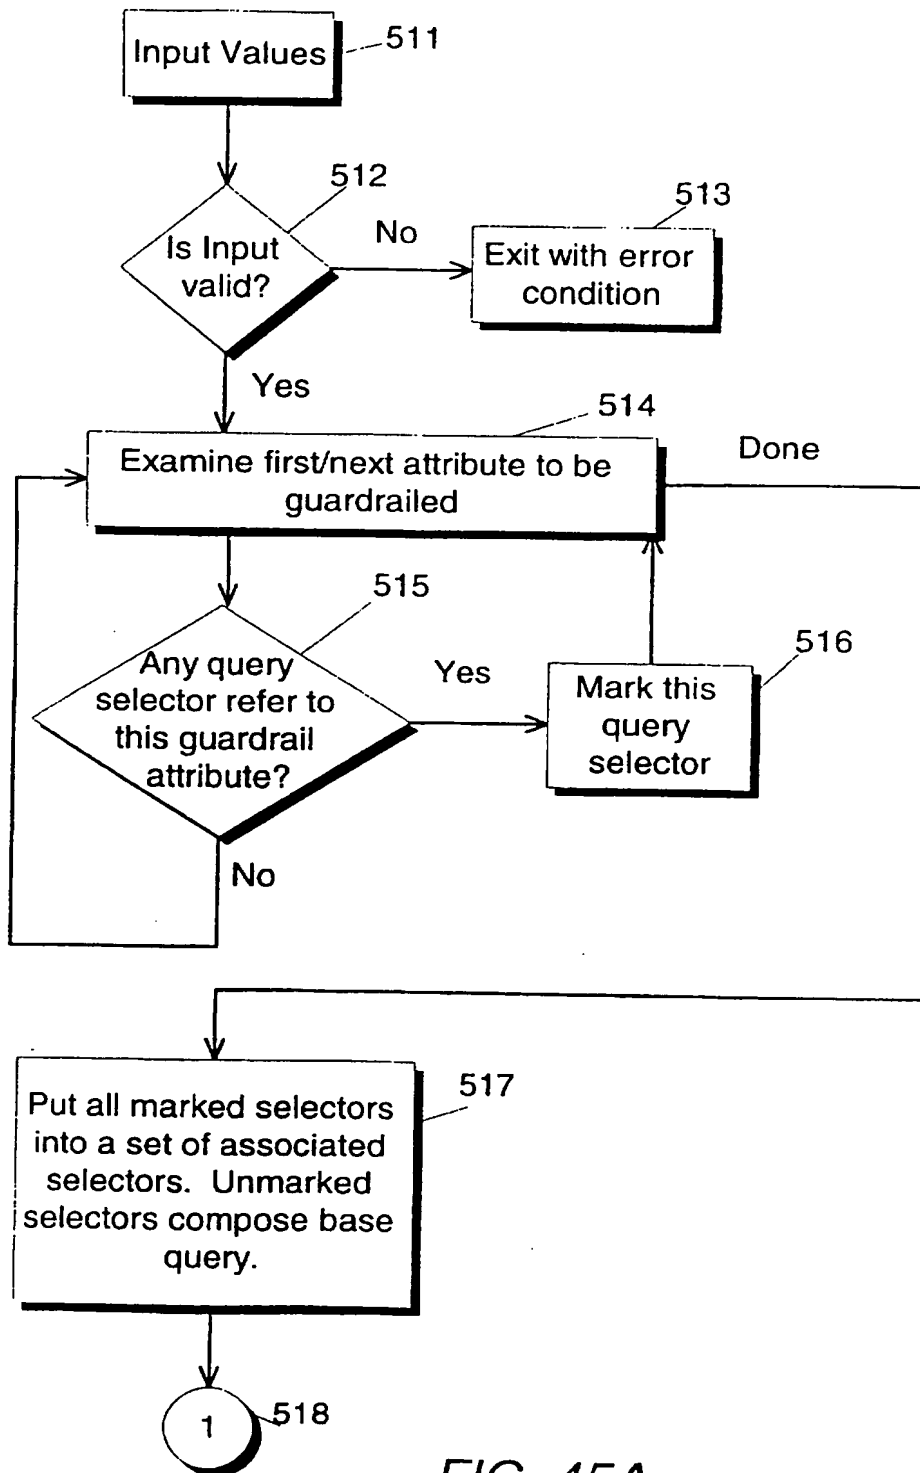 Input Values
511
512
Is Input
valid?
No
513
Exit with error
condition
Yes
514
Examine first/next attribute to be
guardrailed
Done
515
Any query
selector refer to
this guardrail
attribute?
Yes
516
Mark this
query
selector
No
517
Put all marked selectors
into a set of associated
selectors. Unmarked
selectors compose base
query.
1
518
FIG. 45A